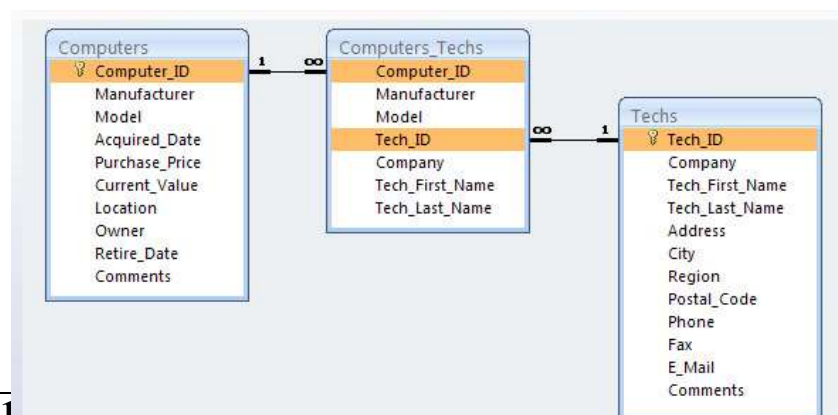 Computers
Computer_ID
Manufacturer
Model
Acquired_Date
Purchase_Price
Current_Value
Location
Owner
Retire_Date
Comments
1 ∞
Computers_Techs
Computer_ID
Manufacturer
Model
Tech_ID
Company
Tech_First_Name
Tech_Last_Name
∞ 1
Techs
Tech_ID
Company
Tech_First_Name
Tech_Last_Name
Address
City
Region
Postal_Code
Phone
Fax
E_Mail
Comments
1